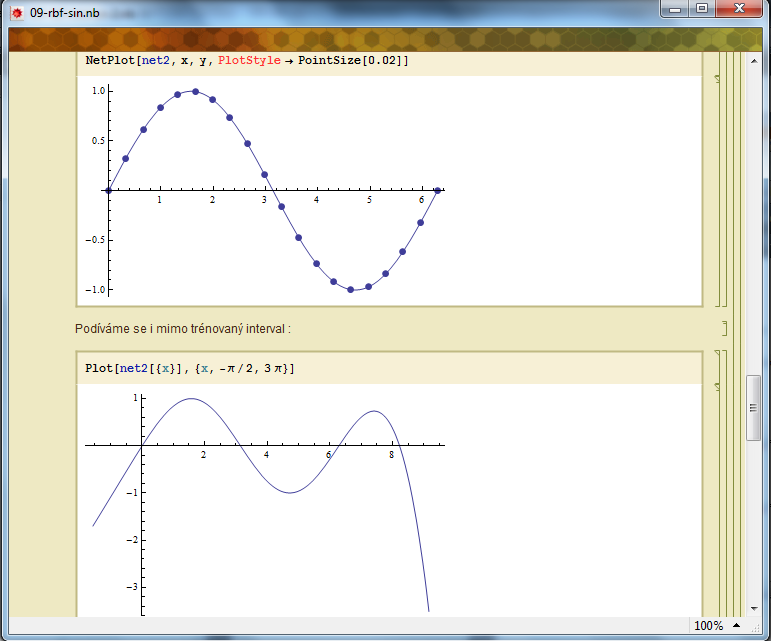 09-rbf-sin.nb
NetPlot[net2, x, y, PlotStyle → PointSize[0.02]]
1.0
0.5
1 2 3 4 5 6
−0.5
−1.0
Podíváme se i mimo trénovaný interval :
Plot[net2[{x}], {x, -π/2, 3π}]
1
2 4 6 8
−1
−2
−3
100%